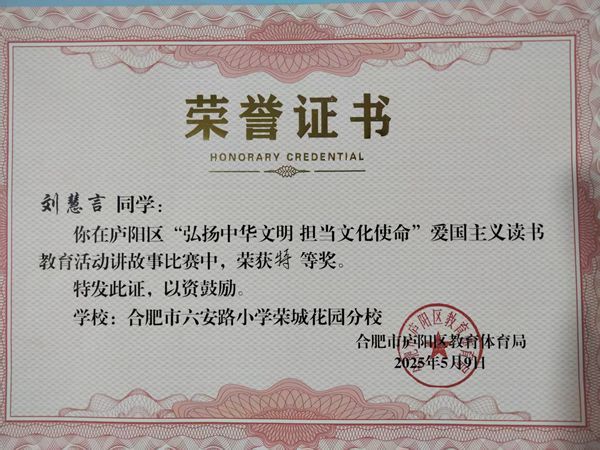 荣誉证书
HONORARY CREDENTIAL
刘慧言 同学：
你在庐阳区“弘扬中华文明 担当文化使命”爱国主义读书
教育活动讲故事比赛中，荣获特 等奖。
特发此证，以资鼓励。
学校：合肥市六安路小学荣城花园分校
合肥市庐阳区教育体育局
2025年5月9日